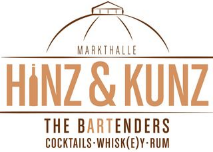 MARKTHALLE
HINZ & KUNZ
THE BARTENDERS
COCKTAILS·WHISK(E)Y·RUM